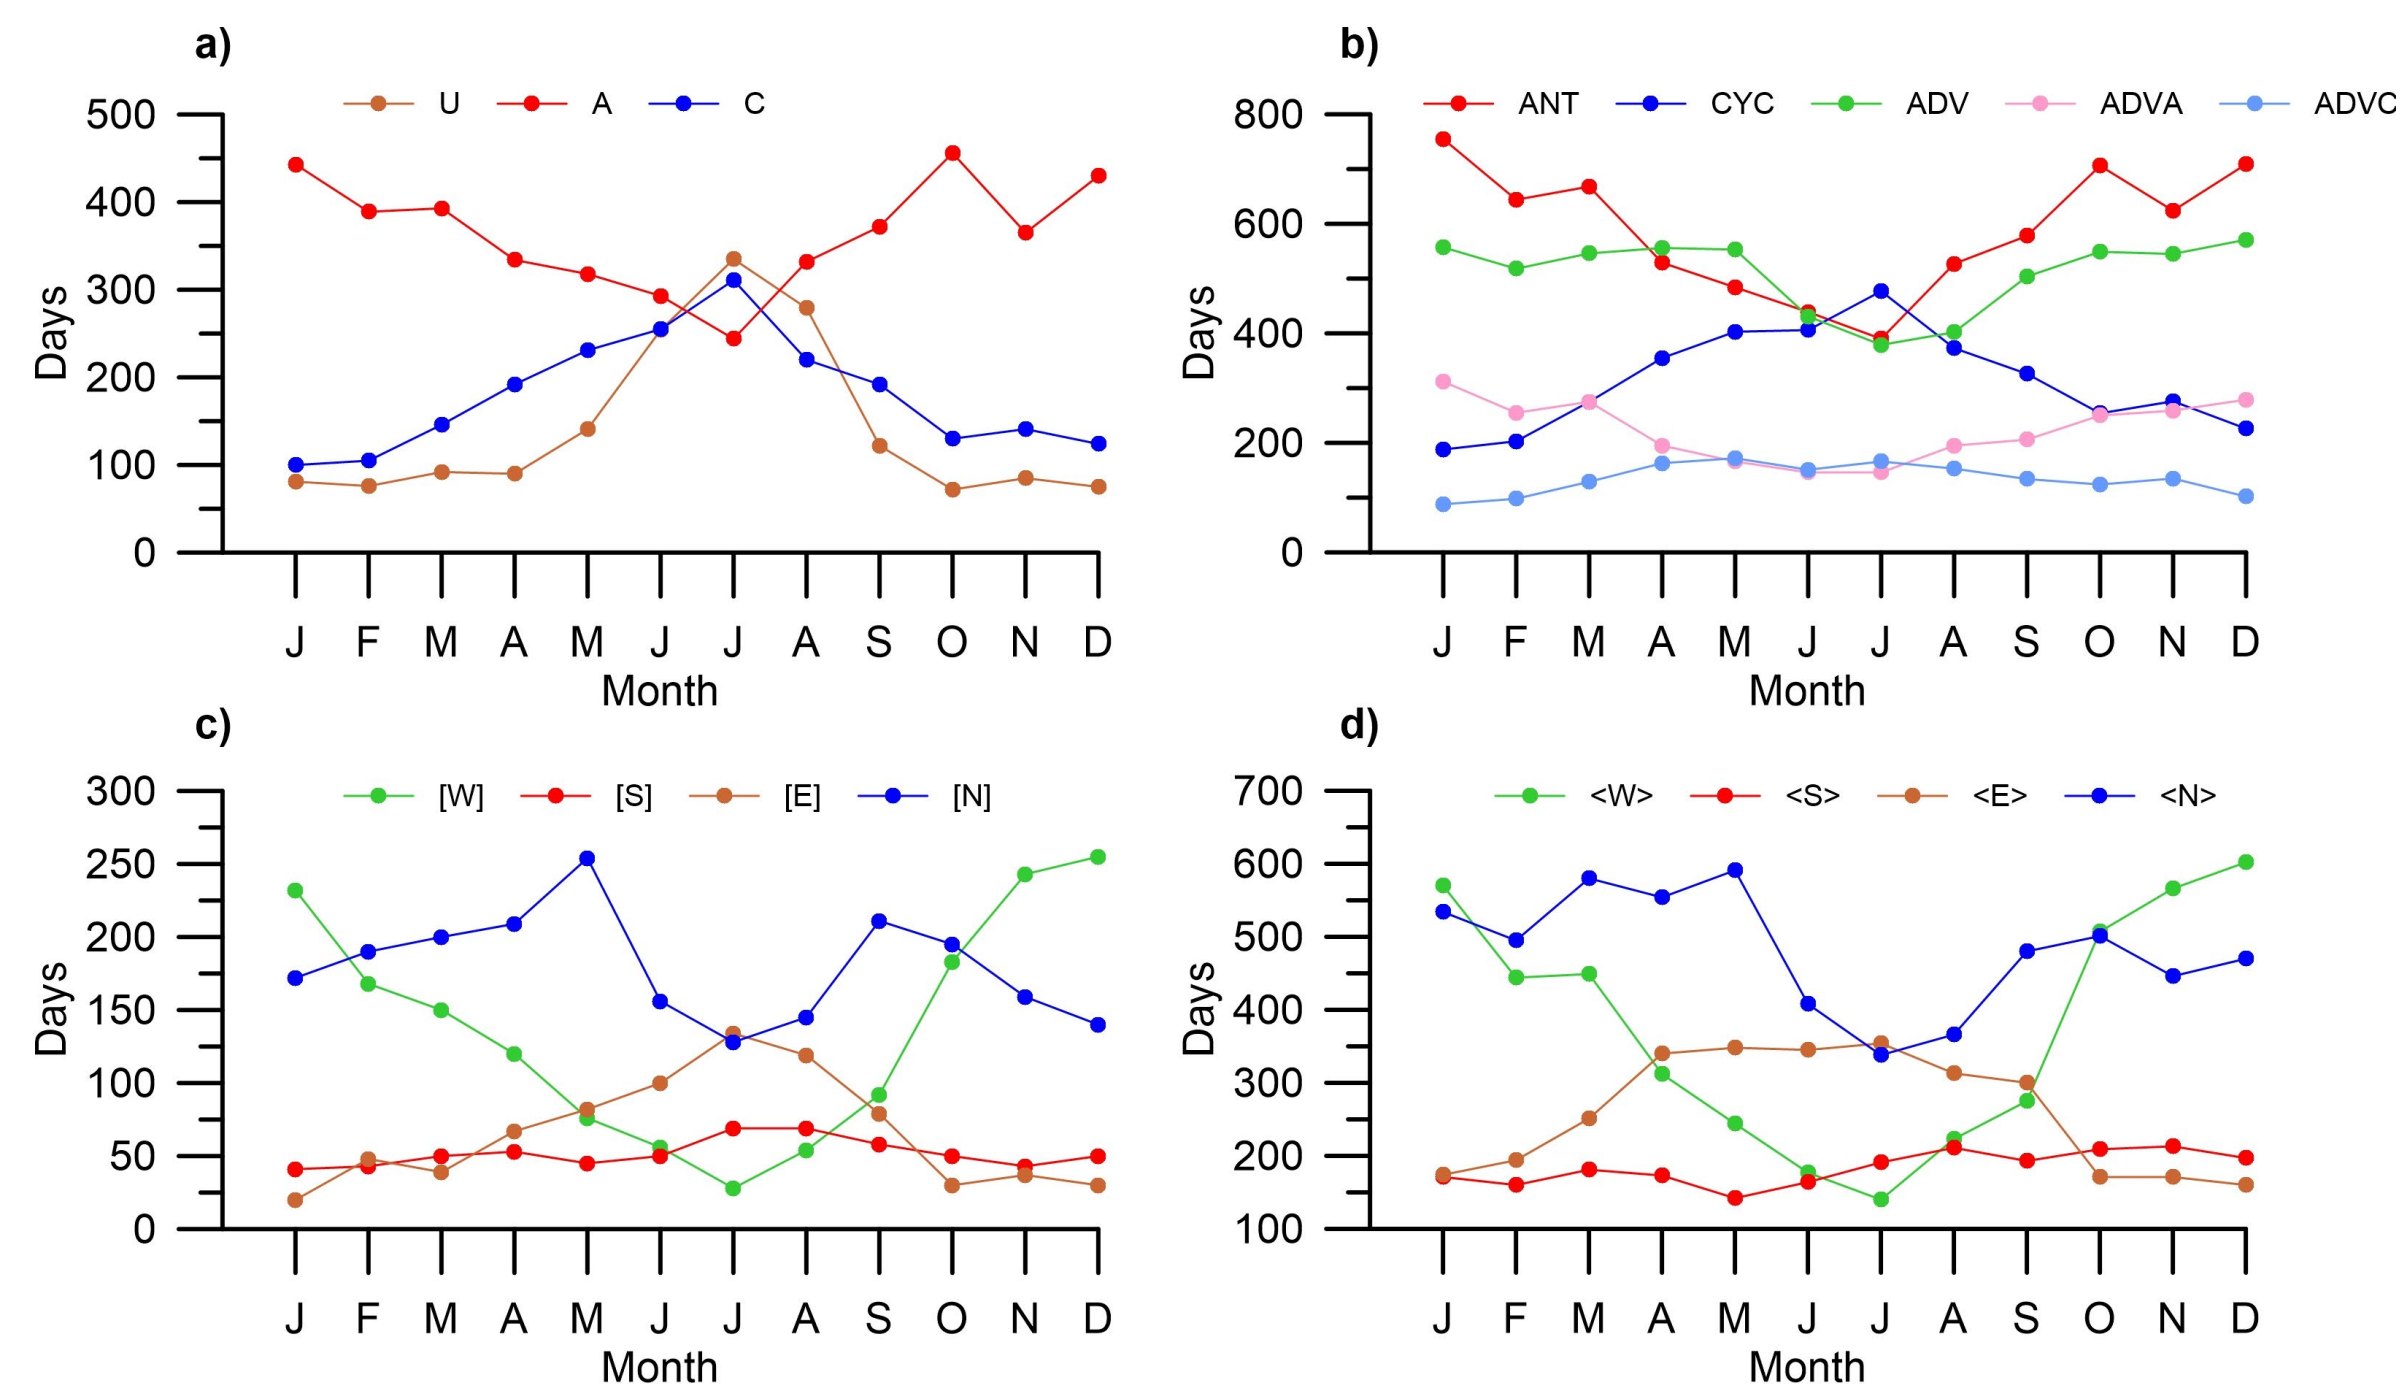 a)
U A C
500
400
300
200
100
0
Days
J F M A M J J A S O N D
Month
b)
ANT CYC ADV ADVA ADVC
800
600
400
200
0
Days
J F M A M J J A S O N D
Month
c)
[W] [S] [E] [N]
300
250
200
150
100
50
0
Days
J F M A M J J A S O N D
Month
d)
<W> <S> <E> <N>
700
600
500
400
300
200
100
Days
J F M A M J J A S O N D
Month